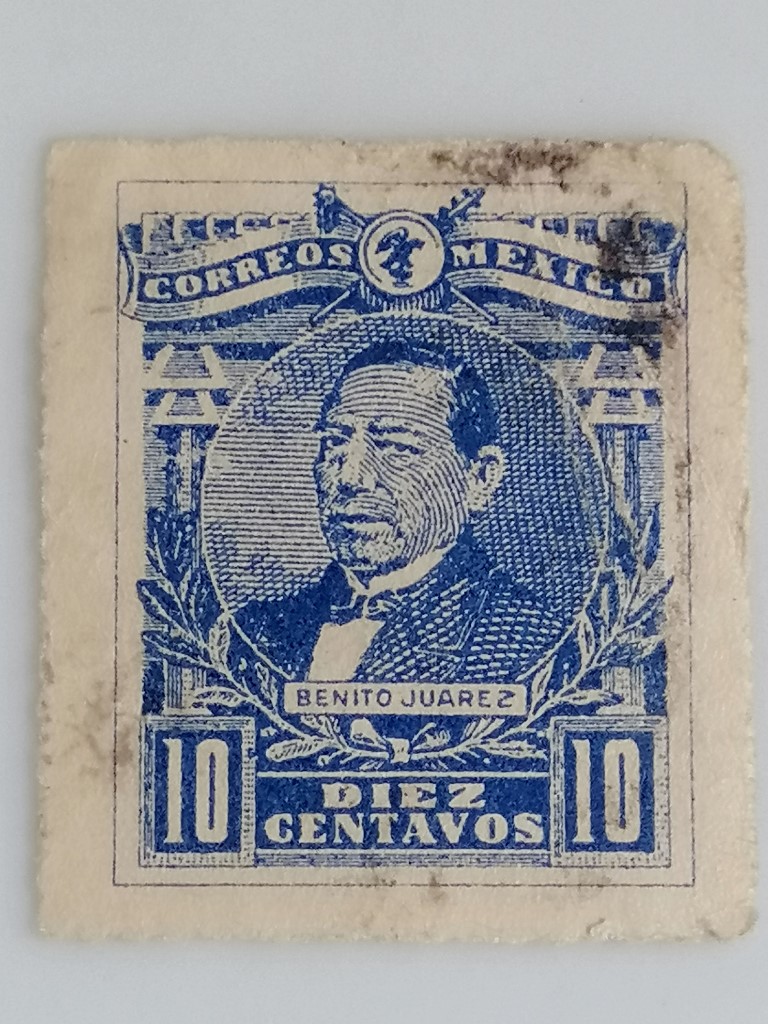 CORREOS MEXICO
BENITO JUAREZ
10 DIEZ 10
CENTAVOS